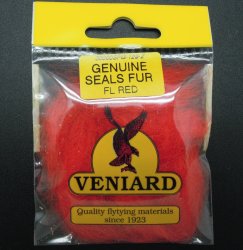 GENUINE
SEALS FUR
FL RED
VENIARD
Quality flytying materials
since 1923